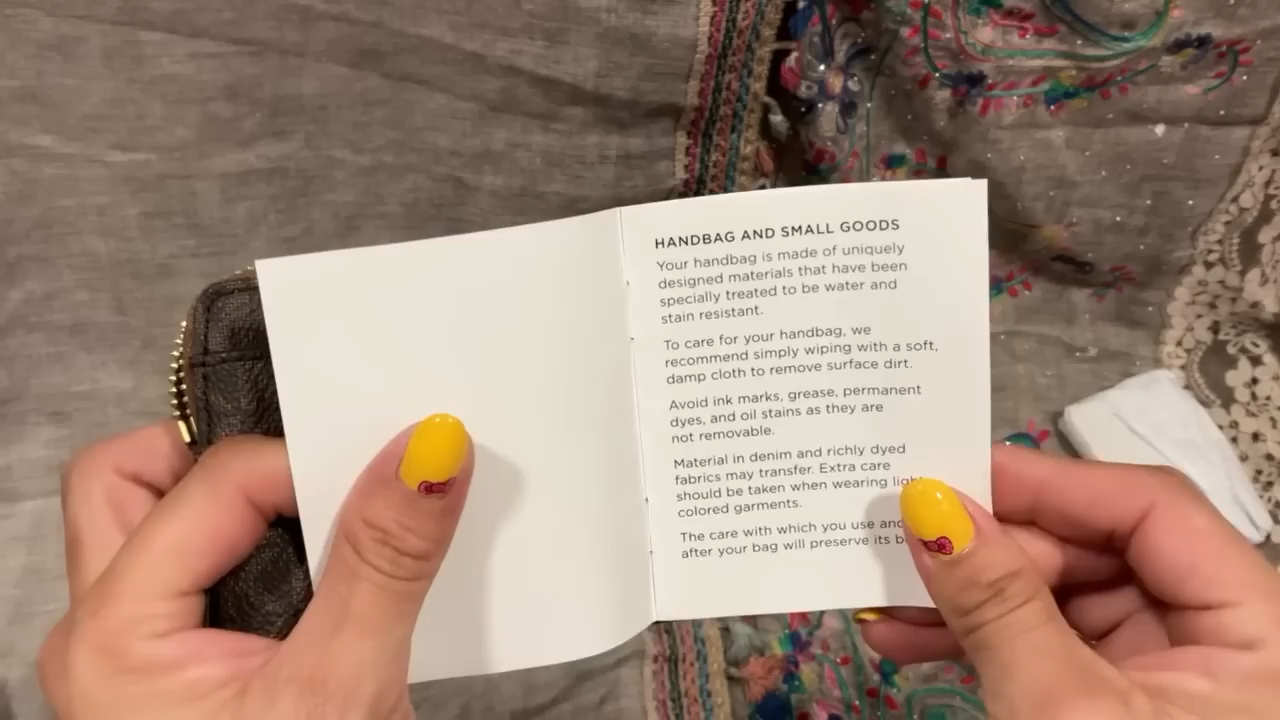 HANDBAG AND SMALL GOODS
Your handbag is made of uniquely
designed materials that have been
specially treated to be water and
stain resistant.
To care for your handbag, we
recommend simply wiping with a soft,
damp cloth to remove surface dirt.
Avoid ink marks, grease, permanent
dyes, and oil stains as they are
not removable.
Material in denim and richly dyed
fabrics may transfer. Extra care
should be taken when wearing light
colored garments.
The care with which you use and
after your bag will preserve its